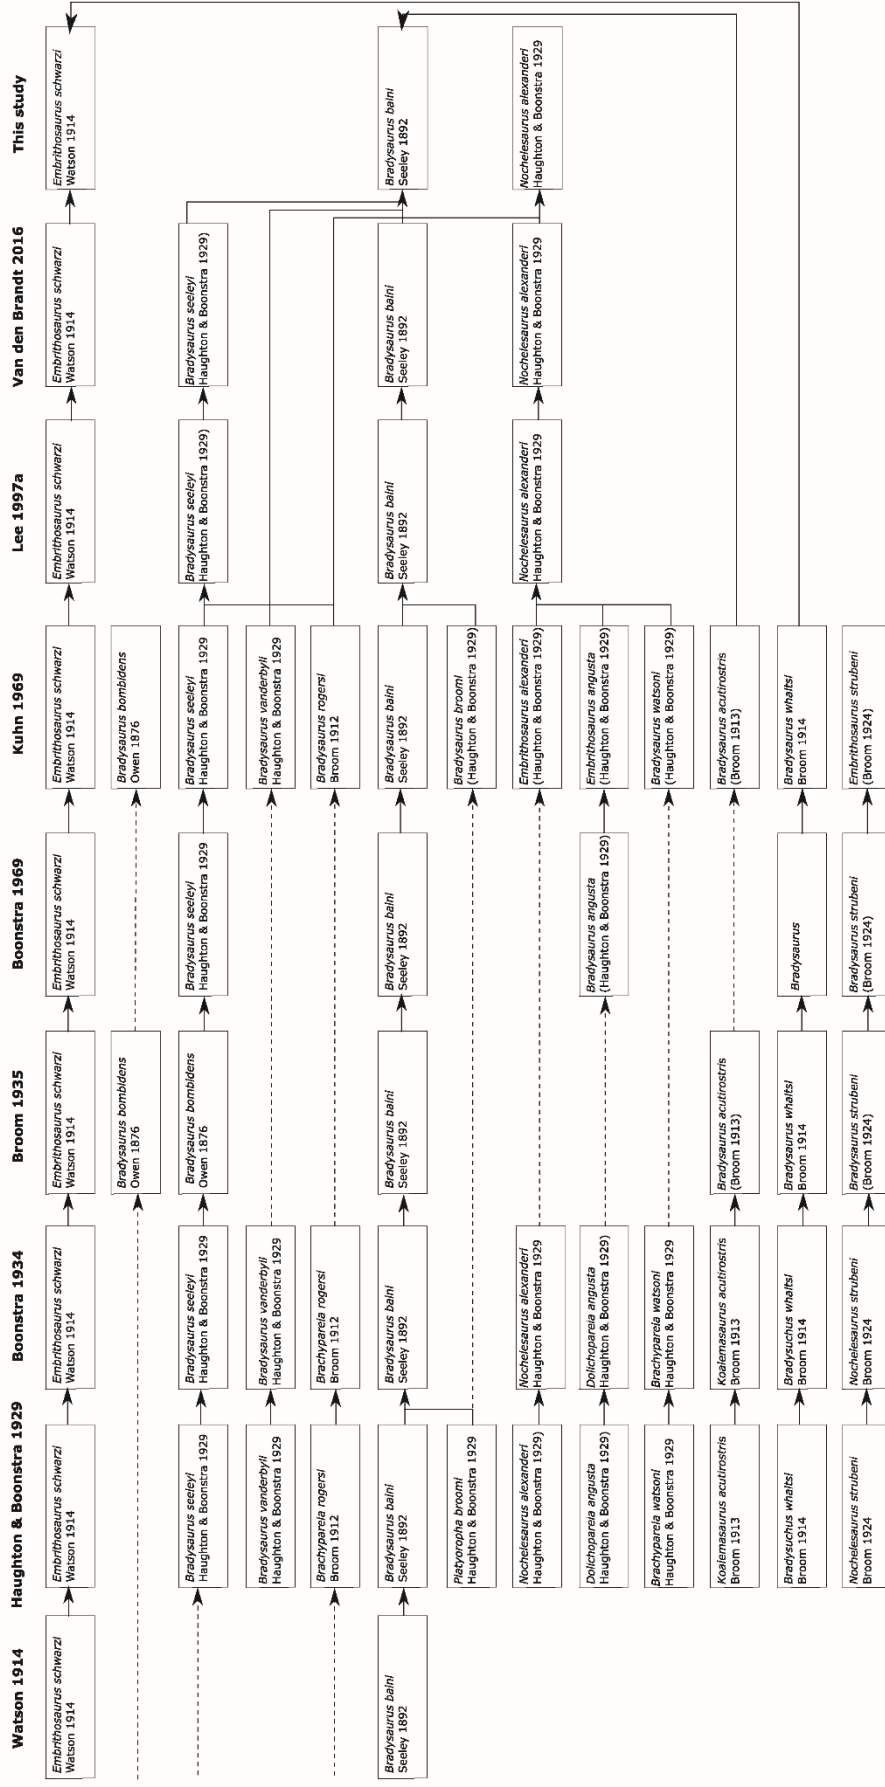 Watson 1914
Haughton & Boonstra 1929
Boonstra 1934
Broom 1935
Boonstra 1969
Kuhn 1969
Lee 1997a
Van den Brandt 2016
This study
Embrithosaurus schwarzi
Watson 1914
Embrithosaurus schwarzi
Watson 1914
Embrithosaurus schwarzi
Watson 1914
Embrithosaurus schwarzi
Watson 1914
Embrithosaurus schwarzi
Watson 1914
Embrithosaurus schwarzi
Watson 1914
Embrithosaurus schwarzi
Watson 1914
Embrithosaurus schwarzi
Watson 1914
Embrithosaurus schwarzi
Watson 1914
Bradysaurus bombidens
Owen 1876
Bradysaurus bombidens
Owen 1876
Bradysaurus seeleyi
Haughton & Boonstra 1929
Bradysaurus seeleyi
Haughton & Boonstra 1929
Bradysaurus bombidens
Owen 1876
Bradysaurus seeleyi
Haughton & Boonstra 1929
Bradysaurus seeleyi
Haughton & Boonstra 1929
Bradysaurus seeleyi
Haughton & Boonstra 1929)
Bradysaurus seeleyi
Haughton & Boonstra 1929)
Bradysaurus vanderbyli
Haughton & Boonstra 1929
Bradysaurus vanderbyli
Haughton & Boonstra 1929
Bradysaurus vanderbyli
Haughton & Boonstra 1929
Brachypareia rogersi
Broom 1912
Brachypareia rogersi
Broom 1912
Bradysaurus rogersi
Broom 1912
Bradysaurus baini
Seeley 1892
Bradysaurus baini
Seeley 1892
Bradysaurus baini
Seeley 1892
Bradysaurus baini
Seeley 1892
Bradysaurus baini
Seeley 1892
Bradysaurus baini
Seeley 1892
Bradysaurus baini
Seeley 1892
Bradysaurus baini
Seeley 1892
Bradysaurus baini
Seeley 1892
Platyoropha broomi
Haughton & Boonstra 1929
Bradysaurus broomi
(Haughton & Boonstra 1929)
Nochelesaurus alexanderi
Haughton & Boonstra 1929)
Nochelesaurus alexanderi
Haughton & Boonstra 1929
Embrithosaurus alexanderi
(Haughton & Boonstra 1929)
Nochelesaurus alexanderi
Haughton & Boonstra 1929
Nochelesaurus alexanderi
Haughton & Boonstra 1929
Nochelesaurus alexanderi
Haughton & Boonstra 1929
Dolichopareia angusta
Haughton & Boonstra 1929)
Dolichopareia angusta
Haughton & Boonstra 1929)
Bradysaurus angusta
(Haughton & Boonstra 1929)
Embrithosaurus angusta
(Haughton & Boonstra 1929)
Brachypareia watsoni
Haughton & Boonstra 1929
Brachypareia watsoni
Haughton & Boonstra 1929
Bradysaurus watsoni
(Haughton & Boonstra 1929)
Koalemasaurus acutirostris
Broom 1913
Koalemasaurus acutirostris
Broom 1913
Bradysaurus acutirostris
(Broom 1913)
Bradysaurus acutirostris
(Broom 1913)
Bradysuchus whaitsi
Broom 1914
Bradysuchus whaitsi
Broom 1914
Bradysaurus whaitsi
Broom 1914
Bradysaurus
Bradysaurus whaitsi
Broom 1914
Nochelesaurus strubeni
Broom 1924
Nochelesaurus strubeni
Broom 1924
Bradysaurus strubeni
(Broom 1924)
Bradysaurus strubeni
(Broom 1924)
Embrithosaurus strubeni
(Broom 1924)